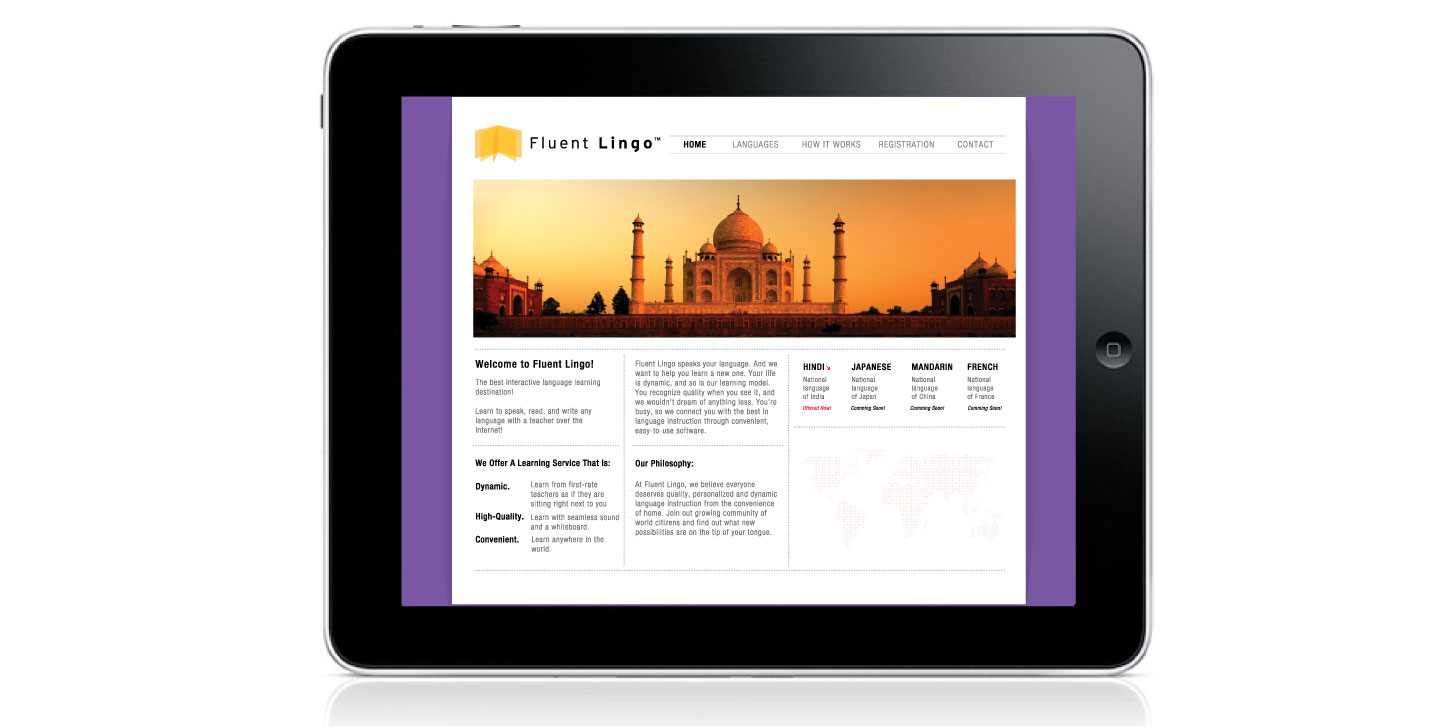 Fluent Lingo™
HOME LANGUAGES HOW IT WORKS REGISTRATION CONTACT
Welcome to Fluent Lingo!
The best interactive language learning
destination!
Learn to speak, read, and write any
language with a teacher over the
Internet!
Fluent Lingo speaks your language. And we
want to help you learn a new one. Your life
is dynamic, and so is our learning model.
You recognize quality when you see it, and
we wouldn't dream of anything less. You're
busy, so we connect you with the best in
language instruction through convenient,
easy-to-use software.
HINDI
National
language
of India
Offered Now!
JAPANESE
National
language
of Japan
Comming Soon!
MANDARIN
National
language
of China
Comming Soon!
FRENCH
National
language
of France
Comming Soon!
We Offer A Learning Service That Is:
Dynamic. Learn from first-rate
teachers as if they are
sitting right next to you
High-Quality. Learn with seamless sound
and a whiteboard.
Convenient. Learn anywhere in the
world.
Our Philosophy:
At Fluent Lingo, we believe everyone
deserves quality, personalized and dynamic
language instruction from the convenience
of home. Join out growing community of
world citizens and find out what new
possibilities are on the tip of your tongue.